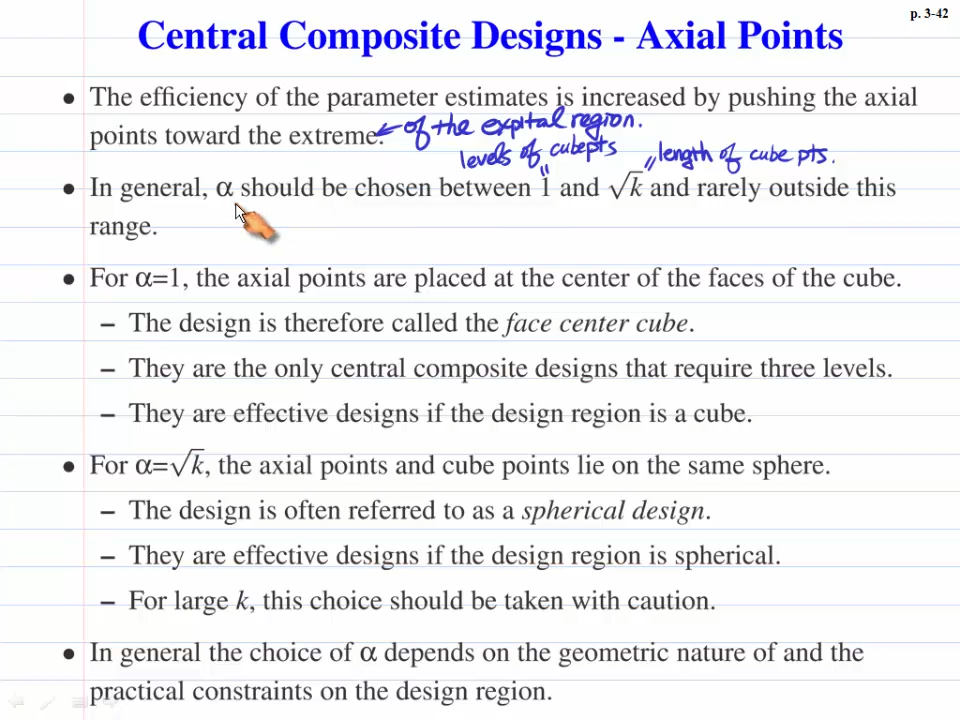 p. 3-42
Central Composite Designs - Axial Points
• The efficiency of the parameter estimates is increased by pushing the axial
points toward the extreme. ← of the exptal region.
levels of cube pts
〃 length of cube pts.
〃
• In general, α should be chosen between 1 and √k and rarely outside this
range.
• For α=1, the axial points are placed at the center of the faces of the cube.
– The design is therefore called the face center cube.
– They are the only central composite designs that require three levels.
– They are effective designs if the design region is a cube.
• For α=√k, the axial points and cube points lie on the same sphere.
– The design is often referred to as a spherical design.
– They are effective designs if the design region is spherical.
– For large k, this choice should be taken with caution.
• In general the choice of α depends on the geometric nature of and the
practical constraints on the design region.